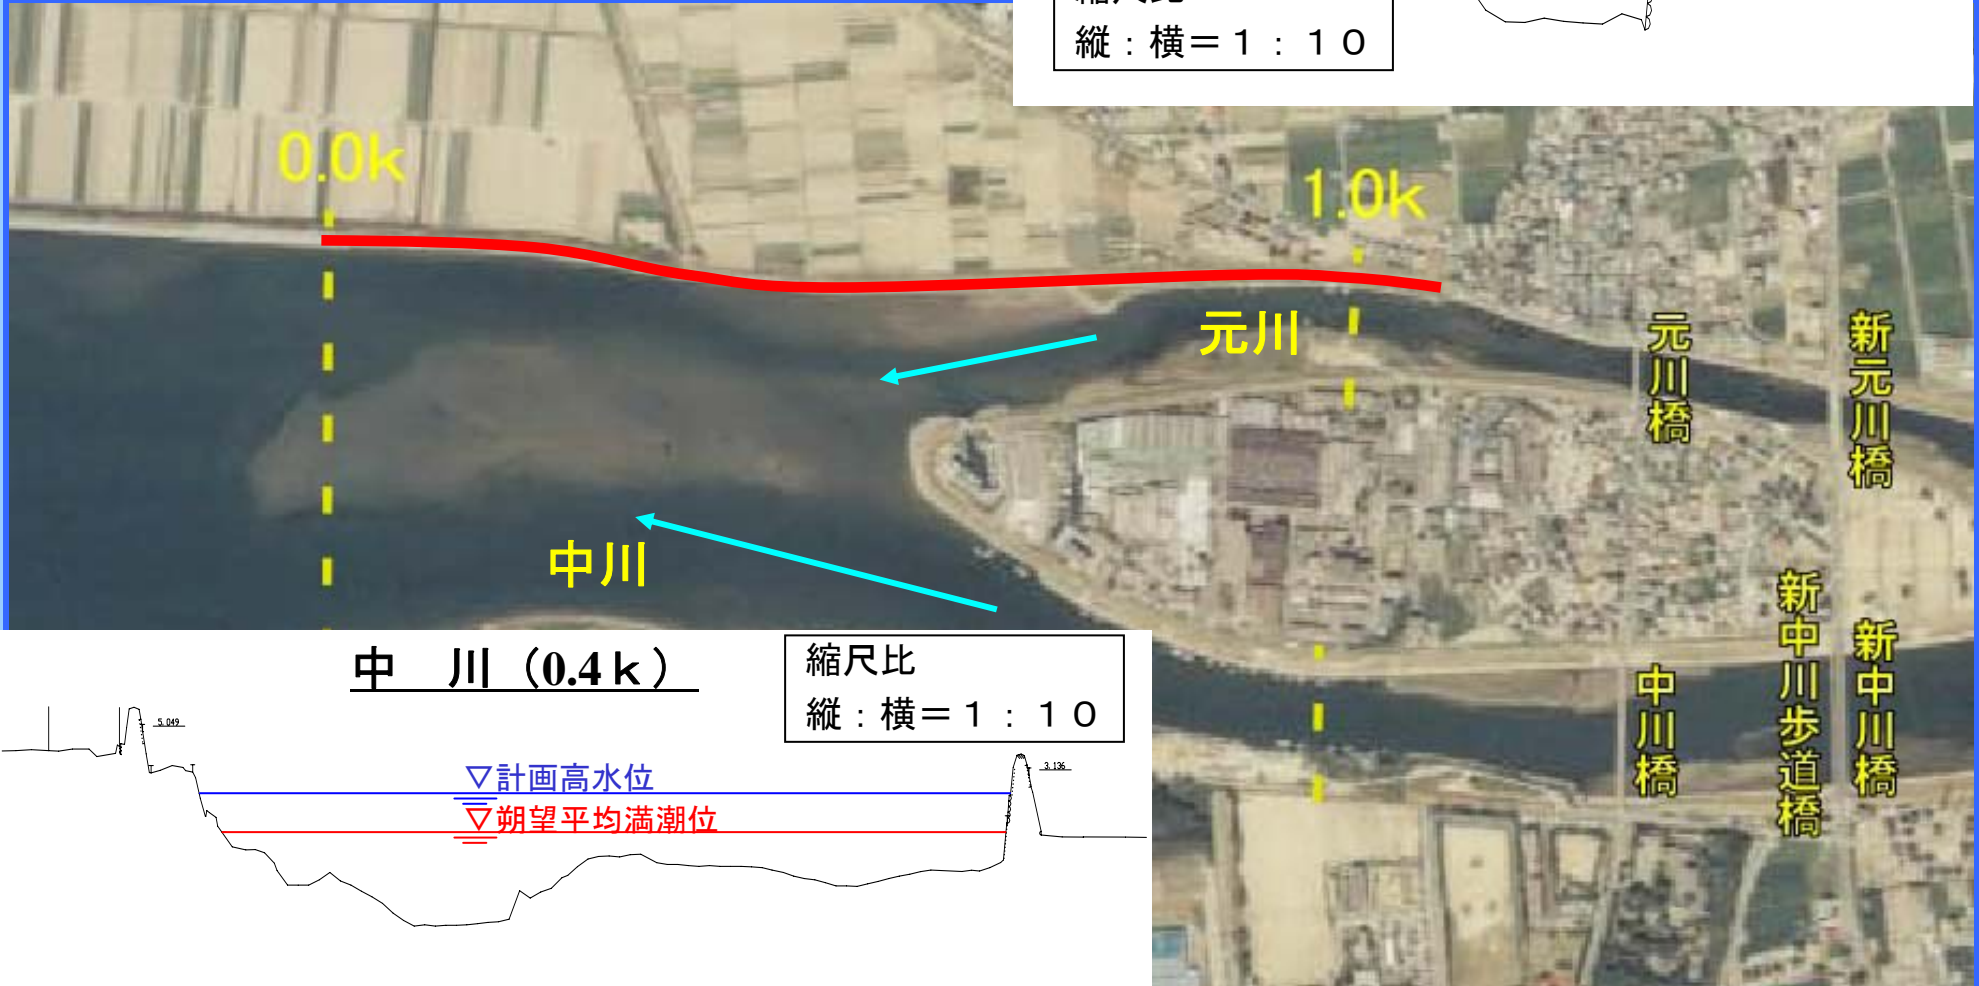 縦：横＝１：１０
0.0k
1.0k
元川
元川橋
新元川橋
中川
新中川歩道橋
新中川橋
中川橋
中　川（0.4ｋ）
縮尺比
縦：横＝１：１０
5.049
▽計画高水位
▽朔望平均満潮位
3.136